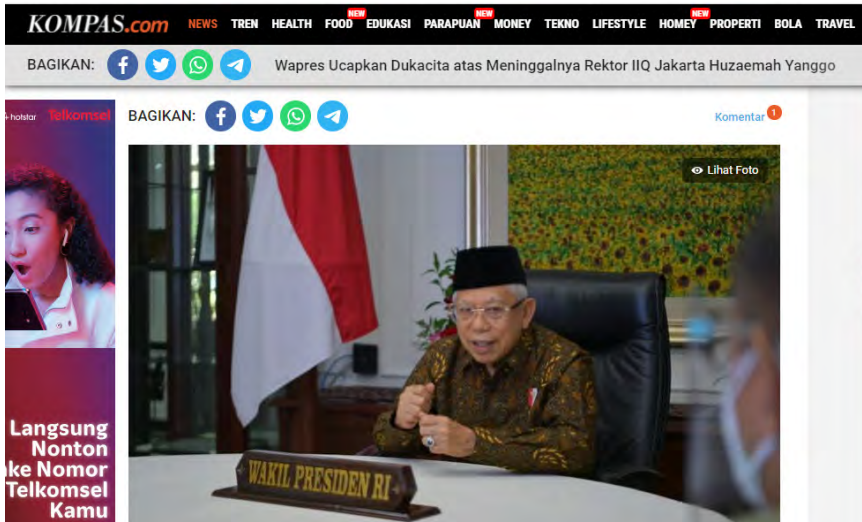 KOMPAS.com NEWS TREN HEALTH FOOD NEW EDUKASI PARAPUAN NEW MONEY TEKNO LIFESTYLE HOMEY NEW PROPERTI BOLA TRAVEL
BAGIKAN: Wapres Ucapkan Dukacita atas Meninggalnya Rektor IIQ Jakarta Huzaemah Yanggo
hotstar Telkomsel
BAGIKAN:
Komentar 1
Lihat Foto
WAKIL PRESIDEN RI
Langsung
Nonton
ke Nomor
Telkomsel
Kamu